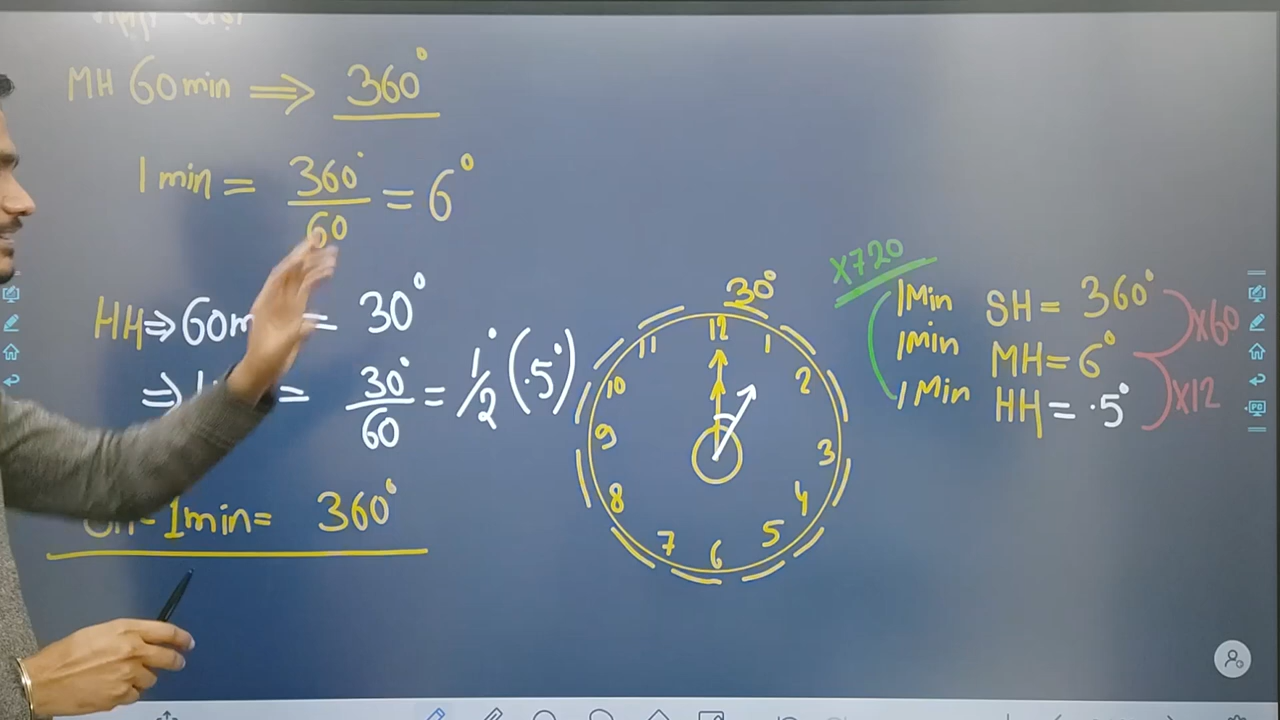 MH 60 min ⇒ 360°
1 min = 360°/60 = 6°
HH ⇒ 60m = 30°
⇒ = 30°/60 = 1/2° (.5°)
1min = 360°
30°
12
1
2
3
4
5
6
7
8
9
10
11
X720
1Min SH = 360°
1min MH = 6°
1 Min HH = .5°
X60
X12